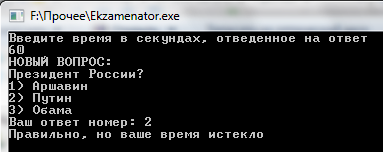 F:\Прочее\Ekzamenator.exe
Введите время в секундах, отведенное на ответ
60
НОВЫЙ ВОПРОС:
Президент России?
1) Аршавин
2) Путин
3) Обама
Ваш ответ номер: 2
Правильно, но ваше время истекло